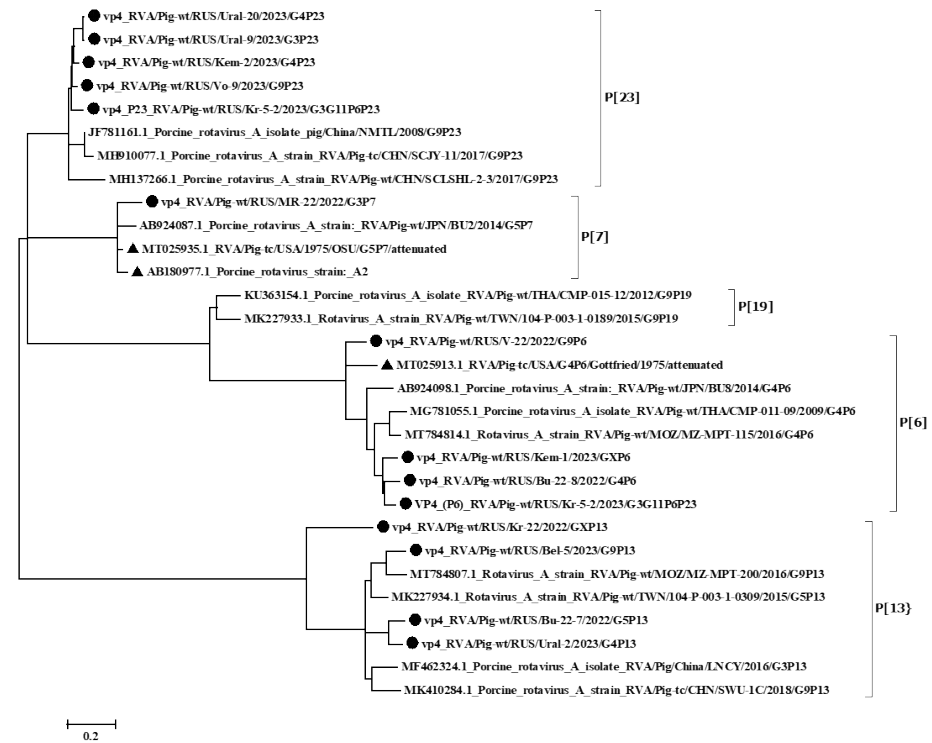 vp4_RVA/Pig-wt/RUS/Ural-20/2023/G4P23
vp4_RVA/Pig-wt/RUS/Ural-9/2023/G3P23
vp4_RVA/Pig-wt/RUS/Kem-2/2023/G4P23
vp4_RVA/Pig-wt/RUS/Vo-9/2023/G9P23
P[23]
vp4_P23_RVA/Pig-wt/RUS/Kr-5-2/2023/G3G11P6P23
JF781161.1_Porcine_rotavirus_A_isolate_pig/China/NMTL/2008/G9P23
MH910077.1_Porcine_rotavirus_A_strain_RVA/Pig-tc/CHN/SCJY-11/2017/G9P23
MH137266.1_Porcine_rotavirus_A_strain_RVA/Pig-wt/CHN/SCLSHL-2-3/2017/G9P23
vp4_RVA/Pig-wt/RUS/MR-22/2022/G3P7
AB924087.1_Porcine_rotavirus_A_strain:_RVA/Pig-wt/JPN/BU2/2014/G5P7
P[7]
MT025935.1_RVA/Pig-tc/USA/1975/OSU/G5P7/attenuated
AB180977.1_Porcine_rotavirus_strain:_A2
KU363154.1_Porcine_rotavirus_A_isolate_RVA/Pig-wt/THA/CMP-015-12/2012/G9P19
P[19]
MK227933.1_Rotavirus_A_strain_RVA/Pig-wt/TWN/104-P-003-1-0189/2015/G9P19
vp4_RVA/Pig-wt/RUS/V-22/2022/G9P6
MT025913.1_RVA/Pig-tc/USA/G4P6/Gottfried/1975/attenuated
AB924098.1_Porcine_rotavirus_A_strain:_RVA/Pig-wt/JPN/BU8/2014/G4P6
MG781055.1_Porcine_rotavirus_A_isolate_RVA/Pig-wt/THA/CMP-011-09/2009/G4P6
P[6]
MT784814.1_Rotavirus_A_strain_RVA/Pig-wt/MOZ/MZ-MPT-115/2016/G4P6
vp4_RVA/Pig-wt/RUS/Kem-1/2023/GXP6
vp4_RVA/Pig-wt/RUS/Bu-22-8/2022/G4P6
VP4_(P6)_RVA/Pig-wt/RUS/Kr-5-2/2023/G3G11P6P23
vp4_RVA/Pig-wt/RUS/Kr-22/2022/GXP13
vp4_RVA/Pig-wt/RUS/Bel-5/2023/G9P13
MT784807.1_Rotavirus_A_strain_RVA/Pig-wt/MOZ/MZ-MPT-200/2016/G9P13
MK227934.1_Rotavirus_A_strain_RVA/Pig-wt/TWN/104-P-003-1-0309/2015/G5P13
P[13}
vp4_RVA/Pig-wt/RUS/Bu-22-7/2022/G5P13
vp4_RVA/Pig-wt/RUS/Ural-2/2023/G4P13
MF462324.1_Porcine_rotavirus_A_isolate_RVA/Pig/China/LNCY/2016/G3P13
MK410284.1_Porcine_rotavirus_A_strain_RVA/Pig-tc/CHN/SWU-1C/2018/G9P13
0.2